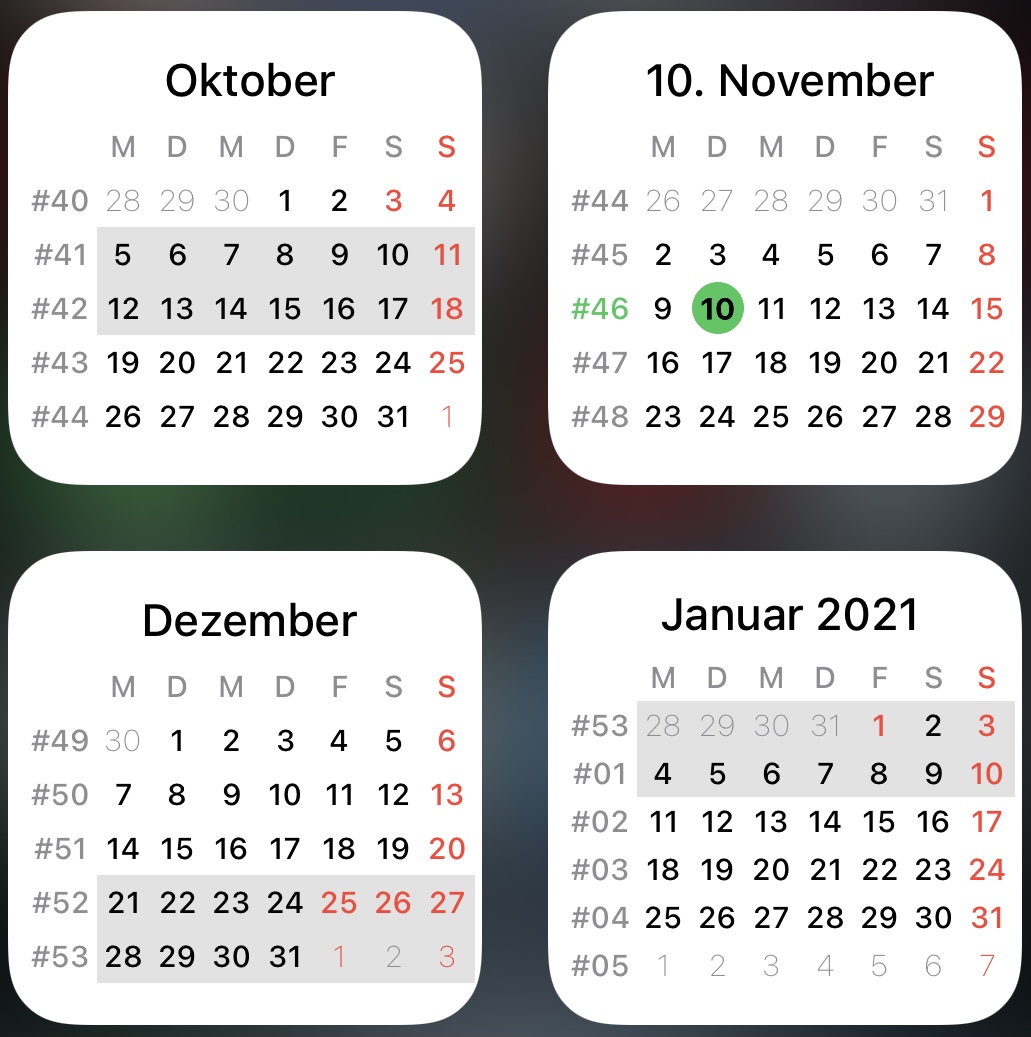 Oktober
M D M D F S S
#40 28 29 30 1 2 3 4
#41 5 6 7 8 9 10 11
#42 12 13 14 15 16 17 18
#43 19 20 21 22 23 24 25
#44 26 27 28 29 30 31 1
10. November
M D M D F S S
#44 26 27 28 29 30 31 1
#45 2 3 4 5 6 7 8
#46 9 10 11 12 13 14 15
#47 16 17 18 19 20 21 22
#48 23 24 25 26 27 28 29
Dezember
M D M D F S S
#49 30 1 2 3 4 5 6
#50 7 8 9 10 11 12 13
#51 14 15 16 17 18 19 20
#52 21 22 23 24 25 26 27
#53 28 29 30 31 1 2 3
Januar 2021
M D M D F S S
#53 28 29 30 31 1 2 3
#01 4 5 6 7 8 9 10
#02 11 12 13 14 15 16 17
#03 18 19 20 21 22 23 24
#04 25 26 27 28 29 30 31
#05 1 2 3 4 5 6 7